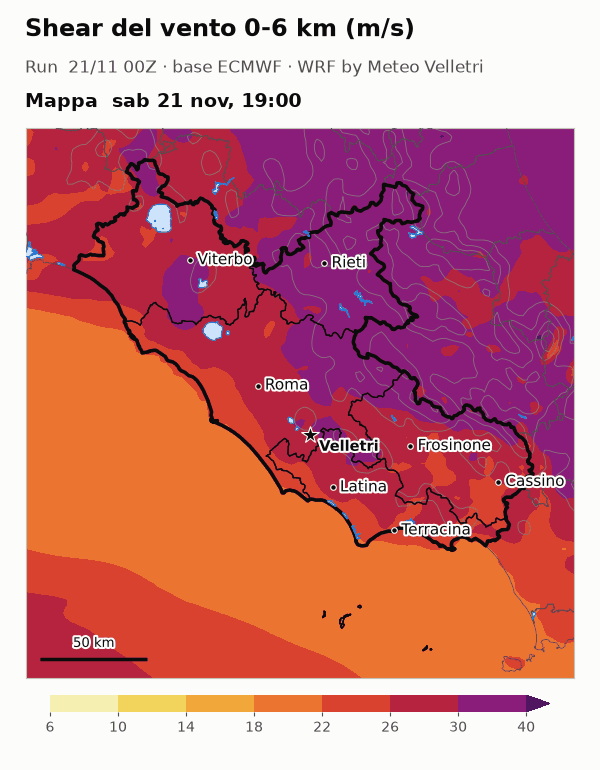 Shear del vento 0-6 km (m/s)
Run  21/11 00Z · base ECMWF · WRF by Meteo Velletri
Mappa  sab 21 nov, 19:00
Viterbo
Rieti
Roma
Velletri
Frosinone
Cassino
Latina
Terracina
50 km
6 10 14 18 22 26 30 40